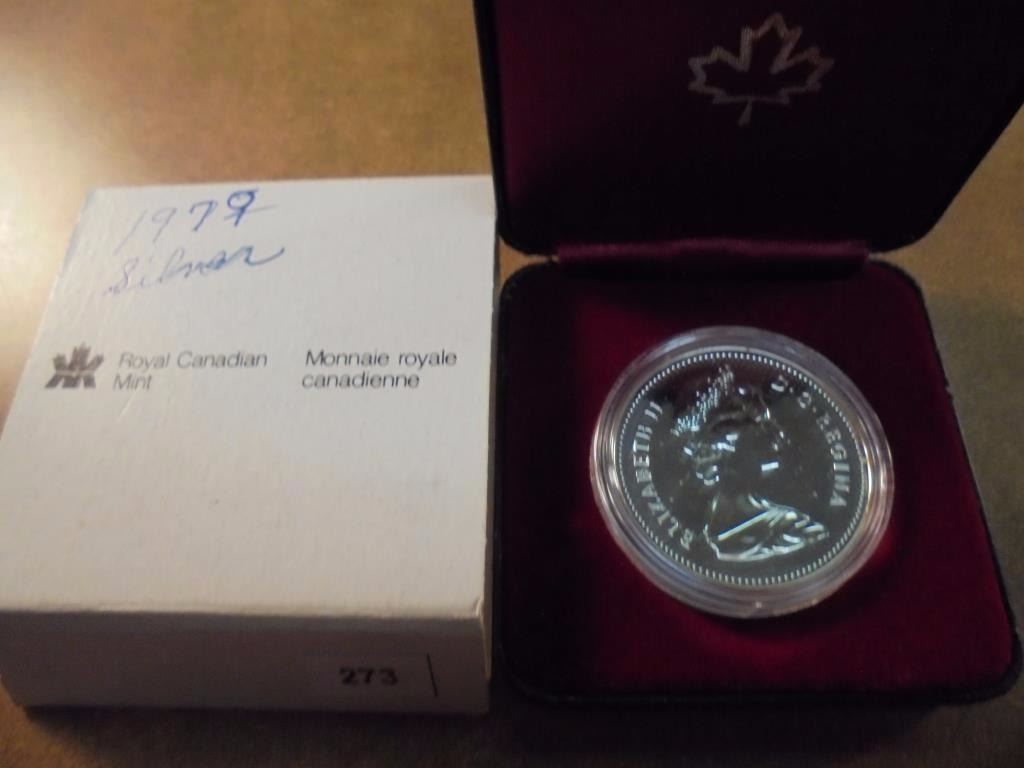 1979
Silver
Royal Canadian
Mint
Monnaie royale
canadienne
273
ELIZABETH II D·G·REGINA